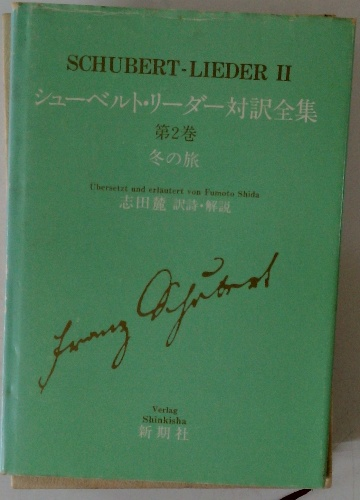 SCHUBERT-LIEDER II
シューベルト・リーダー対訳全集
第2巻
冬の旅
Übersetzt und erläutert von Fumoto Shida
志田麓 訳詩・解説
Franz Schubert
Verlag
Shinkisha
新期社